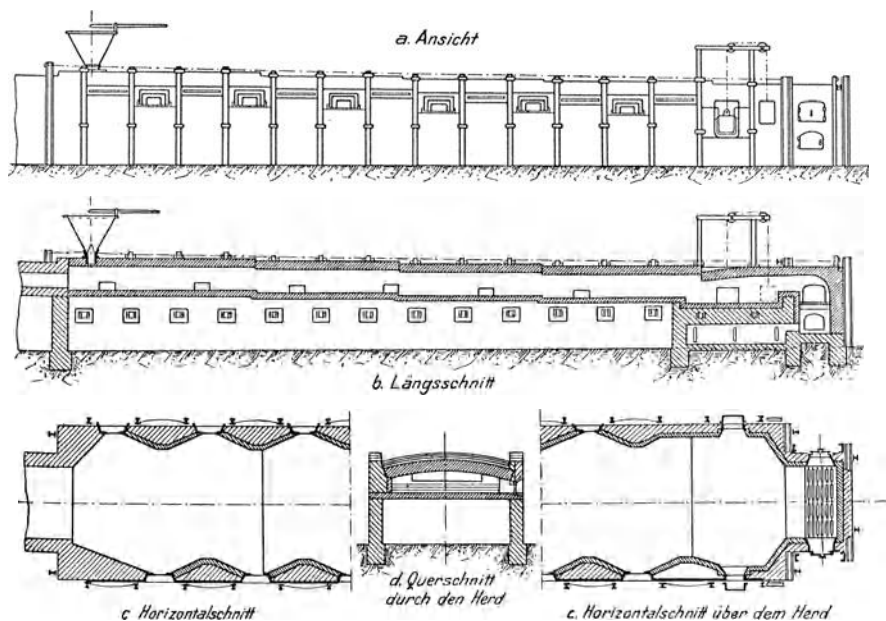 a. Ansicht
b. Längsschnitt
d. Querschnitt
durch den Herd
c Horizontalschnitt
c. Horizontalschnitt über dem Herd